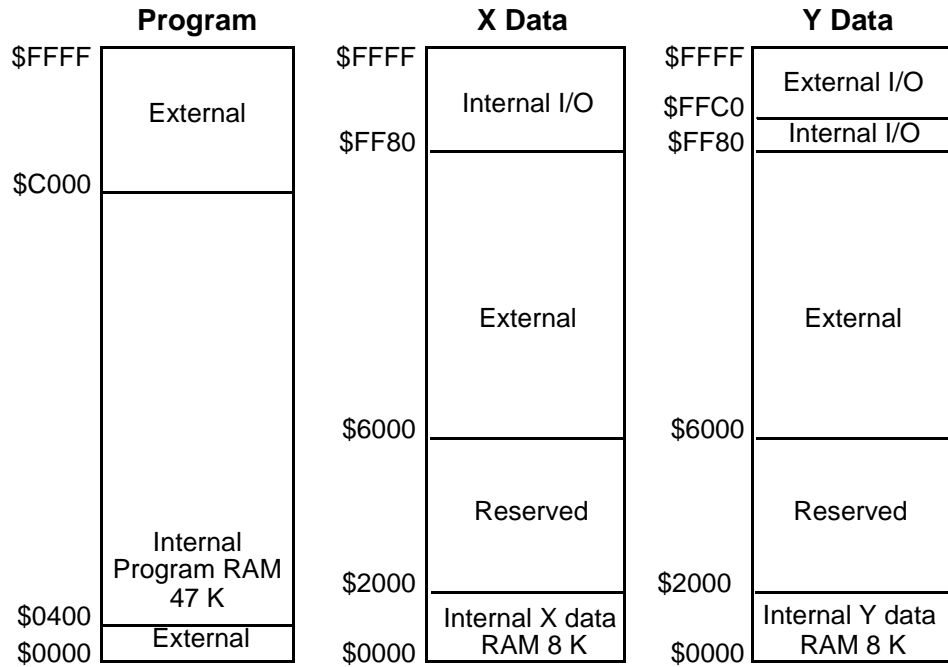 Program
$FFFF
External
$C000
Internal
Program RAM
47 K
$0400
External
$0000
X Data
$FFFF
Internal I/O
$FF80
External
$6000
Reserved
$2000
Internal X data
RAM 8 K
$0000
Y Data
$FFFF
External I/O
$FFC0
Internal I/O
$FF80
External
$6000
Reserved
$2000
Internal Y data
RAM 8 K
$0000